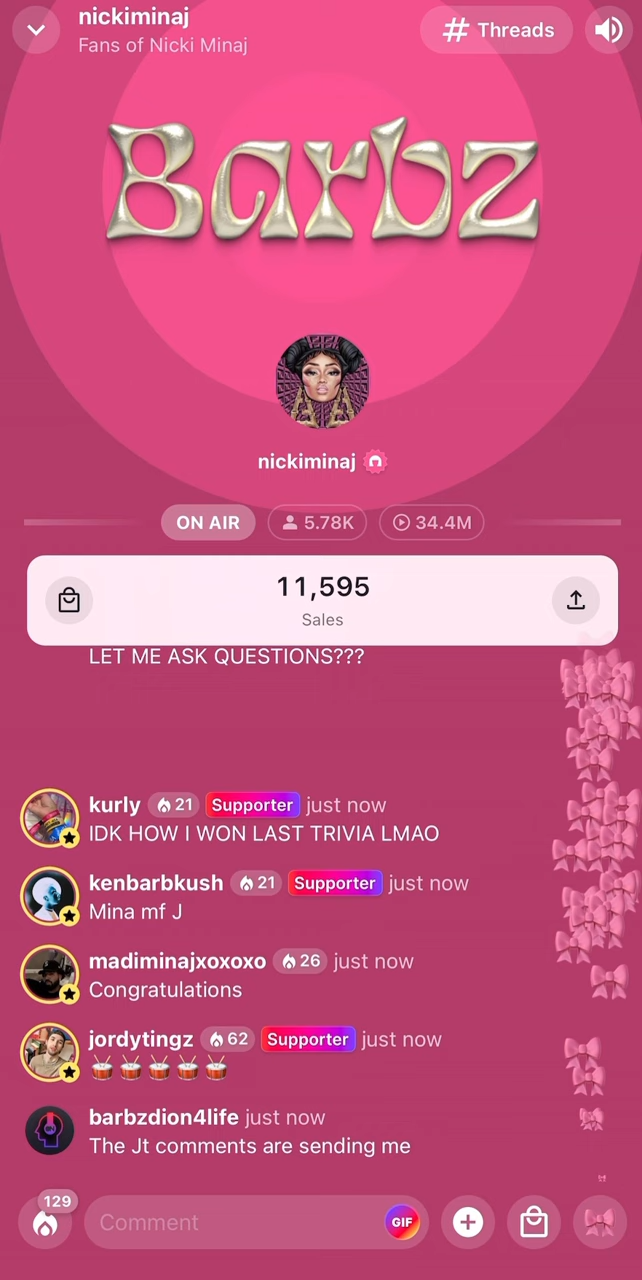 nickiminaj
Fans of Nicki Minaj
# Threads
Barbz
nickiminaj
ON AIR
5.78K
34.4M
11,595
Sales
LET ME ASK QUESTIONS???
kurly 21 Supporter just now
IDK HOW I WON LAST TRIVIA LMAO
kenbarbkush 21 Supporter just now
Mina mf J
madiminajxoxoxo 26 just now
Congratulations
jordytingz 62 Supporter just now
🥁🥁🥁🥁🥁
barbzdion4life just now
The Jt comments are sending me
129
Comment
GIF